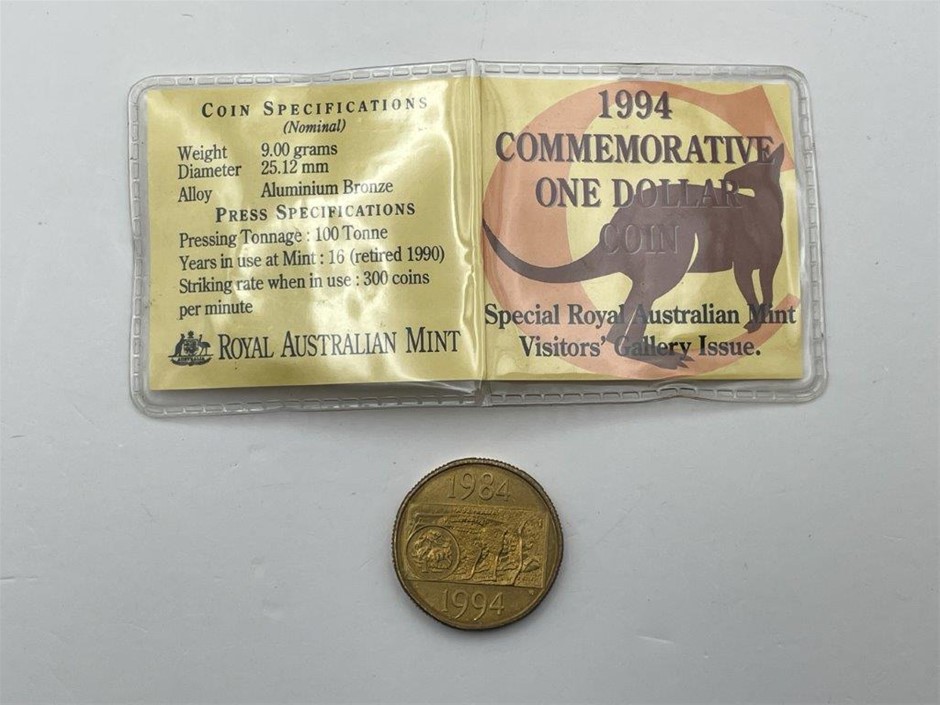 COIN SPECIFICATIONS
(Nominal)
Weight 9.00 grams
Diameter 25.12 mm
Alloy Aluminium Bronze
PRESS SPECIFICATIONS
Pressing Tonnage : 100 Tonne
Years in use at Mint : 16 (retired 1990)
Striking rate when in use : 300 coins
per minute
ROYAL AUSTRALIAN MINT
1994
COMMEMORATIVE
ONE DOLLAR
COIN
Special Royal Australian Mint
Visitors' Gallery Issue.
C
1984
1994